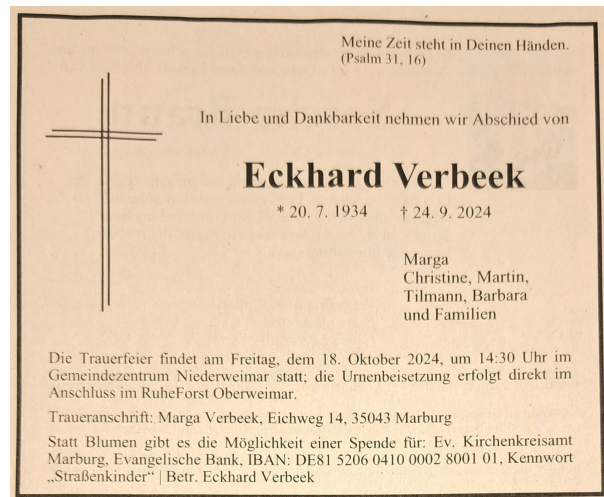 Meine Zeit steht in Deinen Händen.
(Psalm 31, 16)
In Liebe und Dankbarkeit nehmen wir Abschied von
Eckhard Verbeek
* 20. 7. 1934 † 24. 9. 2024
Marga
Christine, Martin,
Tilmann, Barbara
und Familien
Die Trauerfeier findet am Freitag, dem 18. Oktober 2024, um 14:30 Uhr im
Gemeindezentrum Niederweimar statt; die Urnenbeisetzung erfolgt direkt im
Anschluss im RuheForst Oberweimar.
Traueranschrift: Marga Verbeek, Eichweg 14, 35043 Marburg
Statt Blumen gibt es die Möglichkeit einer Spende für: Ev. Kirchenkreisamt
Marburg, Evangelische Bank, IBAN: DE81 5206 0410 0002 8001 01, Kennwort
„Straßenkinder“ | Betr. Eckhard Verbeek